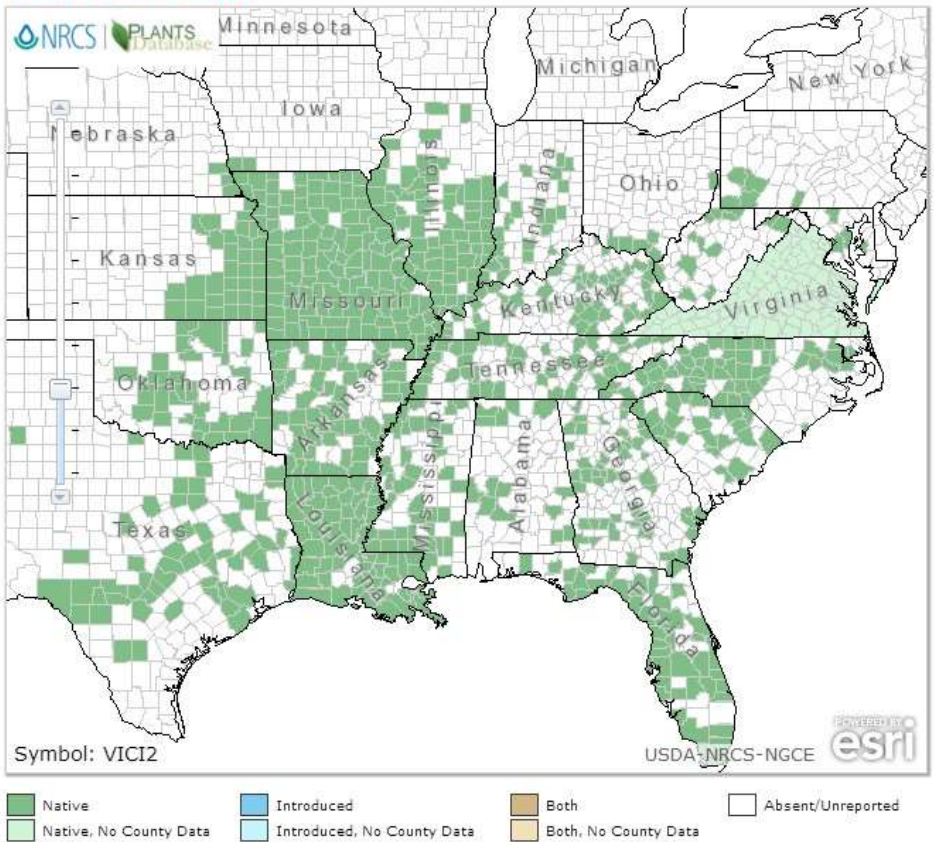 NRCS | PLANTS
Database
Minnesota
Michigan
New York
Iowa
Nebraska
Illinois
Indiana
Ohio
Kansas
Missouri
Kentucky
Virginia
Oklahoma
Arkansas
Tennessee
Mississippi
Alabama
Georgia
Texas
Louisiana
Florida
Symbol: VICI2
USDA-NRCS-NGCE
POWERED BY
esri
Native
Introduced
Both
Absent/Unreported
Native, No County Data
Introduced, No County Data
Both, No County Data